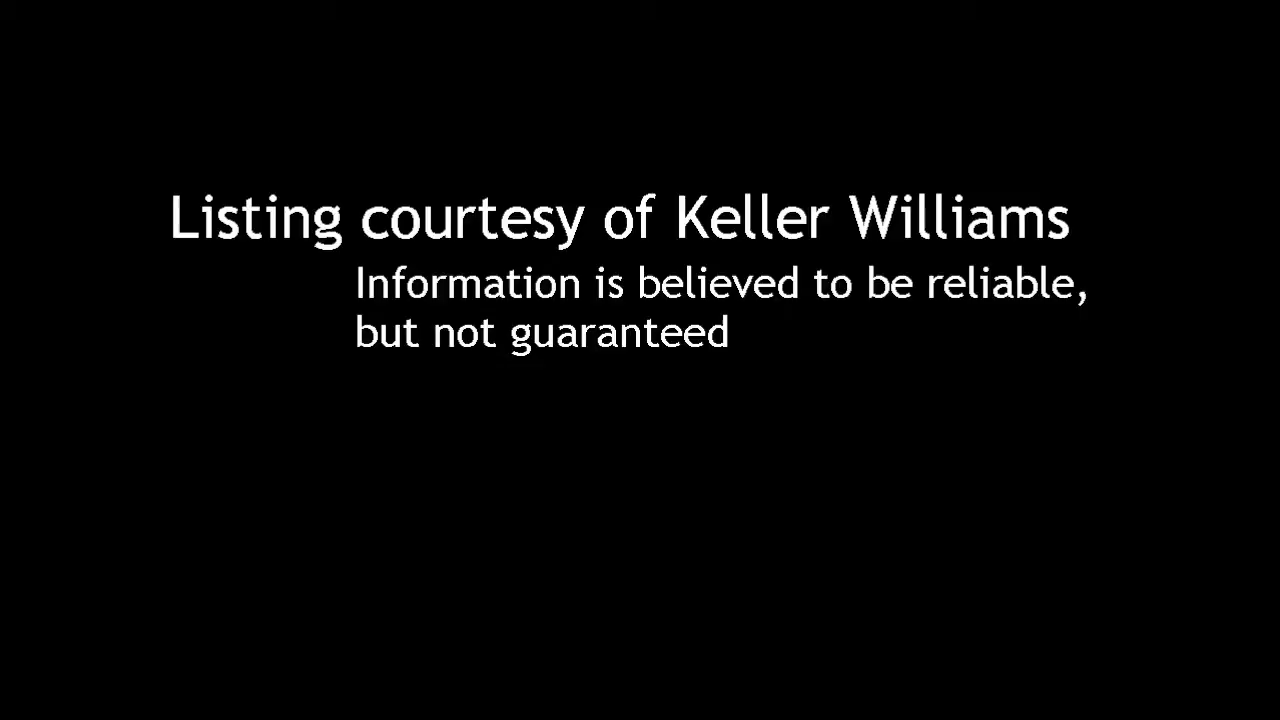 Listing courtesy of Keller Williams
Information is believed to be reliable,
but not guaranteed